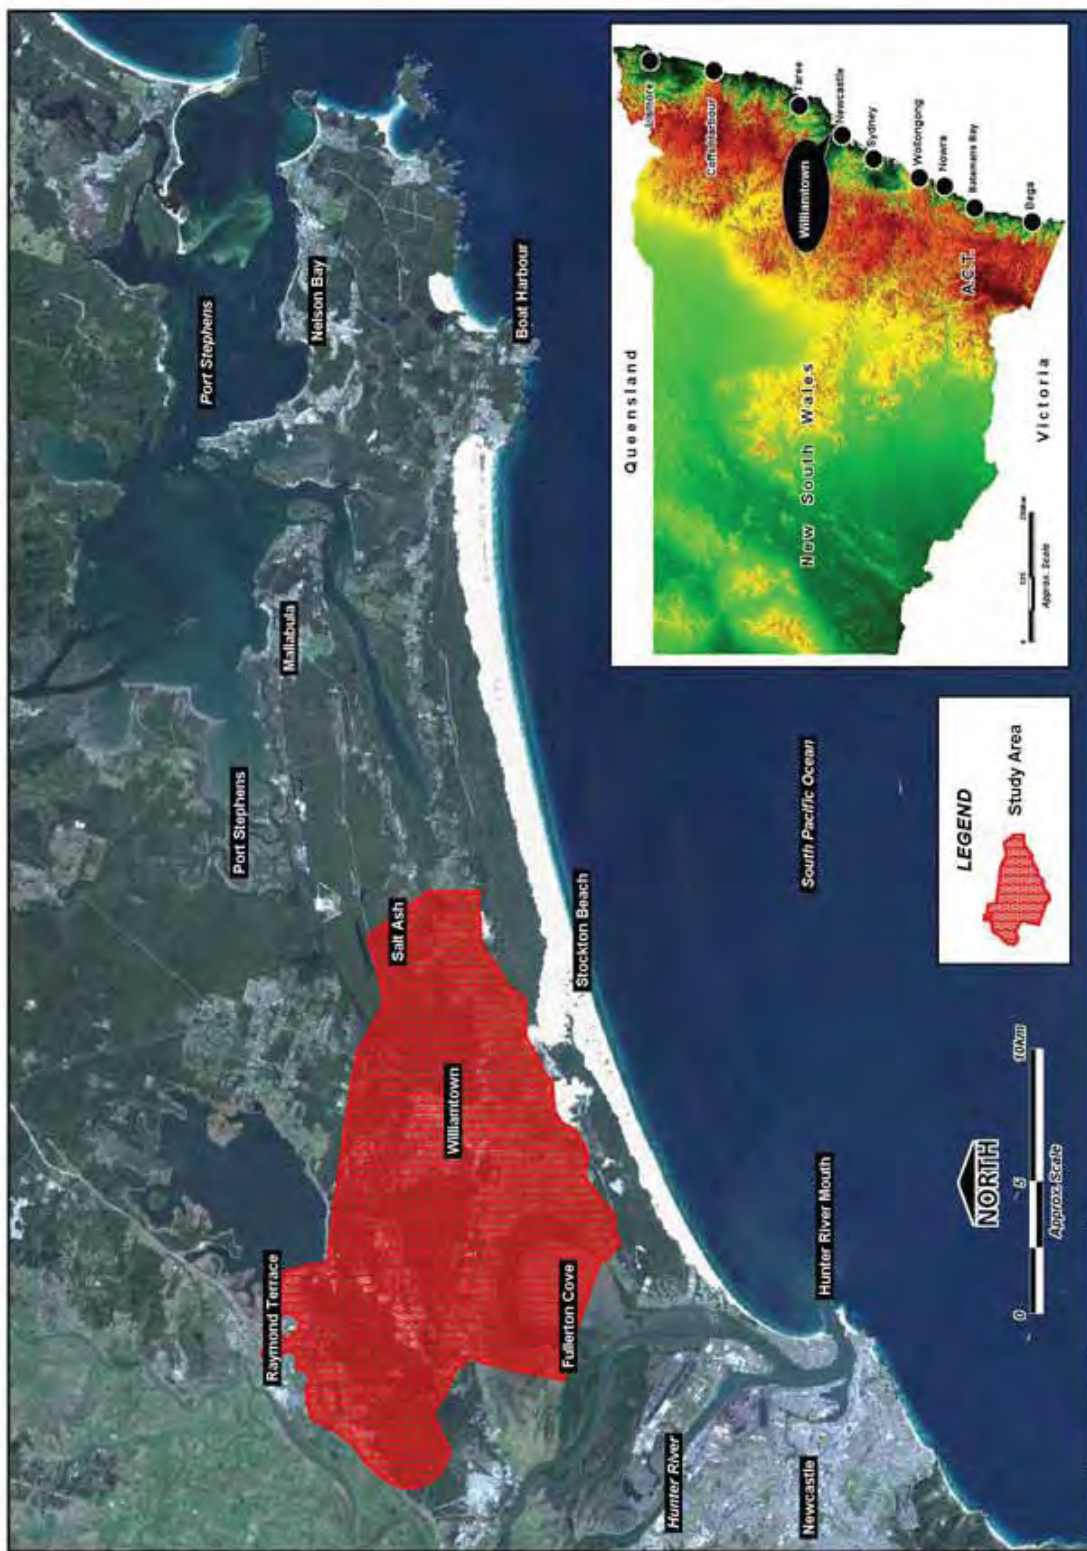 Port Stephens
Nelson Bay
Boat Harbour
Mallabula
Port Stephens
Salt Ash
Stockton Beach
Williamtown
Raymond Terrace
Fullerton Cove
Hunter River Mouth
Hunter River
Newcastle
South Pacific Ocean
NORTH
0 5 10km
Approx. Scale
LEGEND
Study Area
Queensland
New South Wales
Victoria
A.C.T.
Lismore
Coffs Harbour
Taree
Williamtown
Newcastle
Sydney
Wollongong
Nowra
Batemans Bay
Bega
0
Approx. Scale